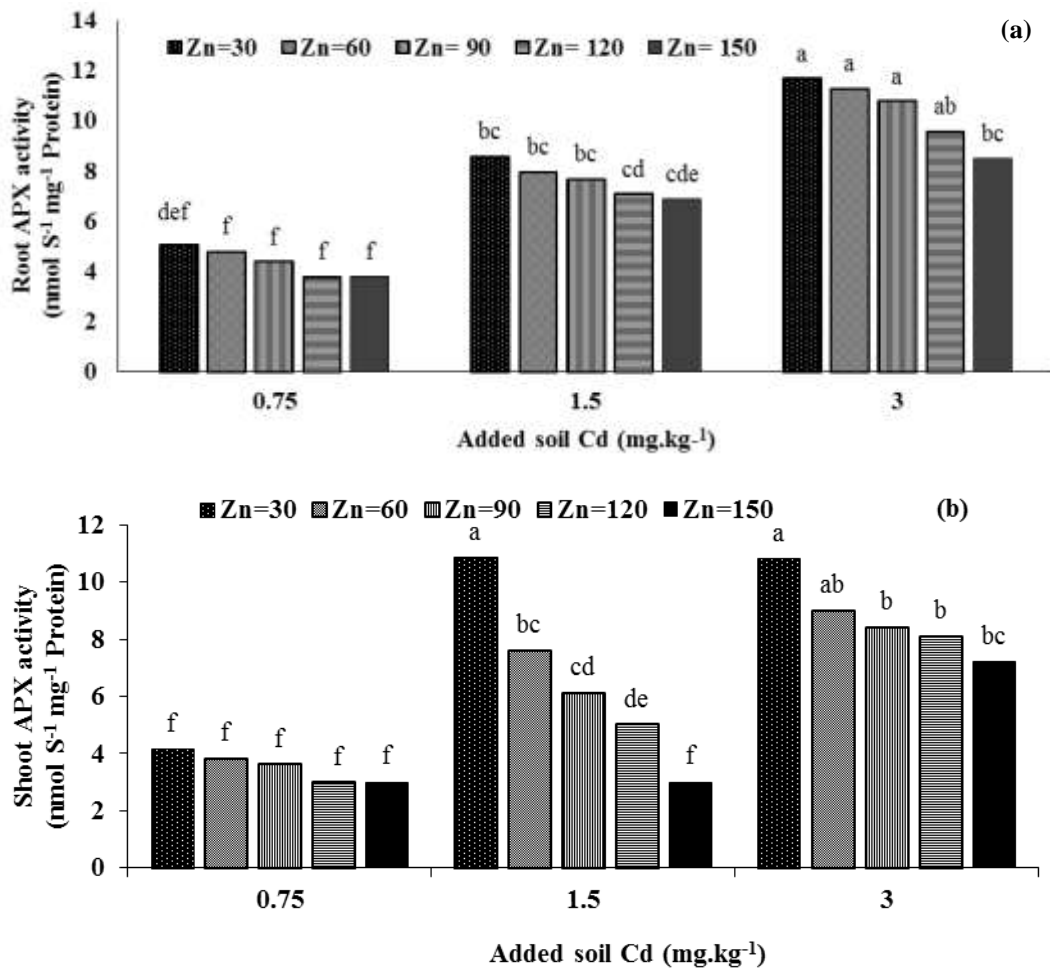 (a)
Zn=30 Zn=60 Zn= 90 Zn= 120 Zn= 150
Root APX activity
(nmol S-1 mg-1 Protein)
14
12
10
8
6
4
2
0
def f f f f
bc bc bc cd cde
a a a ab bc
0.75 1.5 3
Added soil Cd (mg.kg-1)
(b)
Zn=30 Zn=60 Zn=90 Zn=120 Zn=150
Shoot APX activity
(nmol S-1 mg-1 Protein)
12
10
8
6
4
2
0
f f f f f
a bc cd de f
a ab b b bc
0.75 1.5 3
Added soil Cd (mg.kg-1)